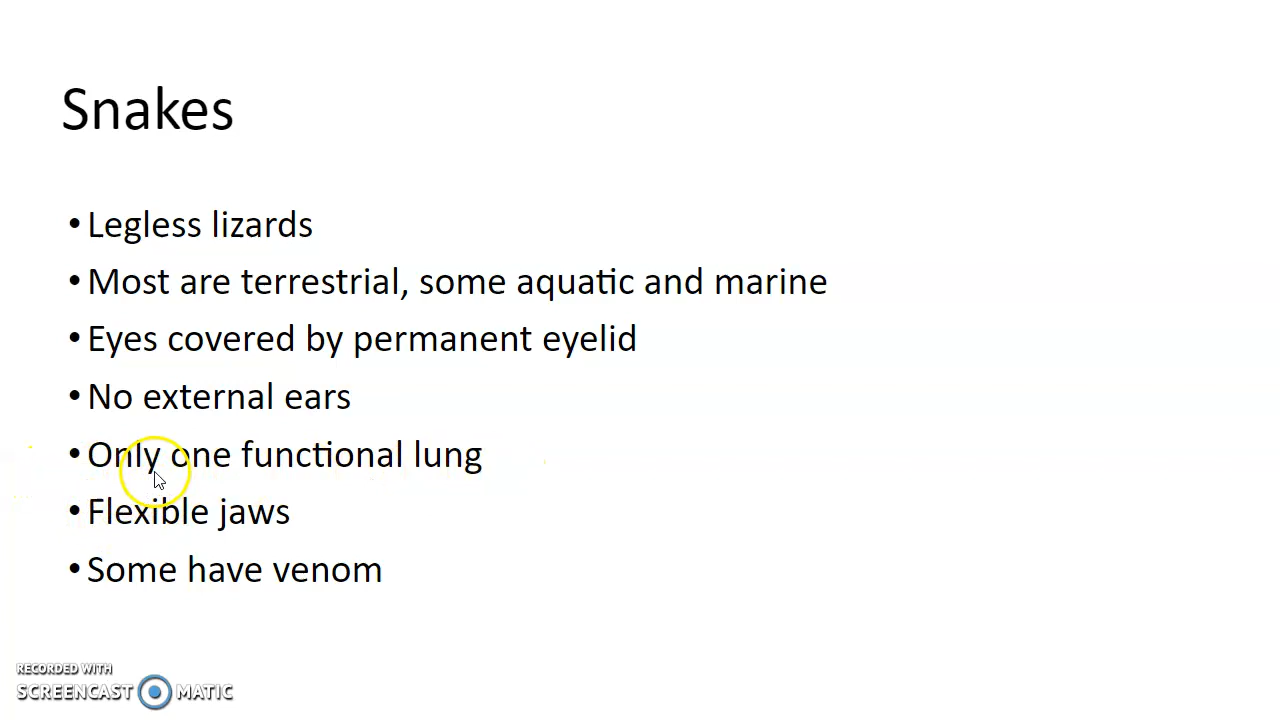 Snakes
• Legless lizards
• Most are terrestrial, some aquatic and marine
• Eyes covered by permanent eyelid
• No external ears
• Only one functional lung
• Flexible jaws
• Some have venom
RECORDED WITH
SCREENCAST MATIC